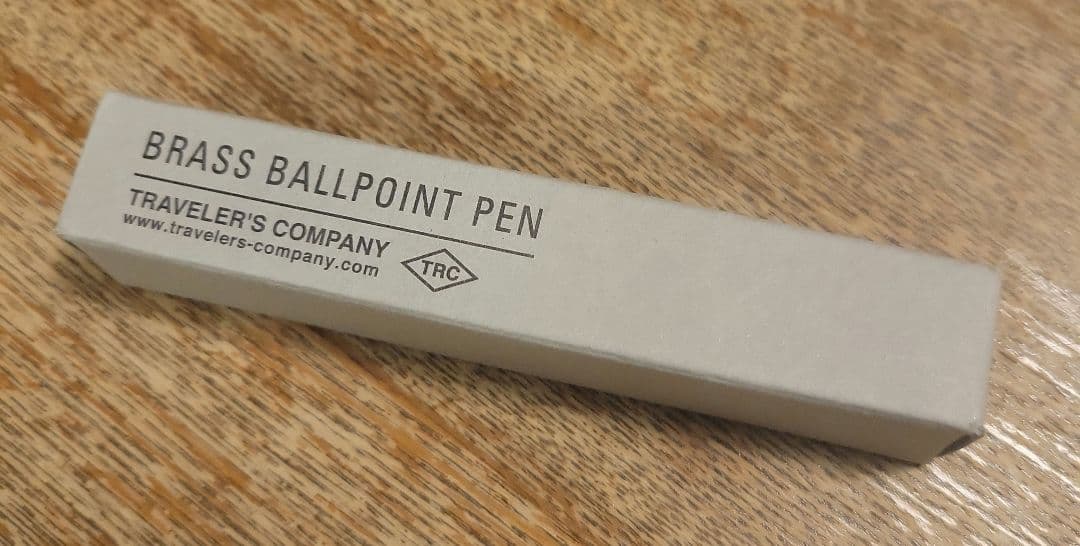 BRASS BALLPOINT PEN
TRAVELER'S COMPANY
www.travelers-company.com
TRC